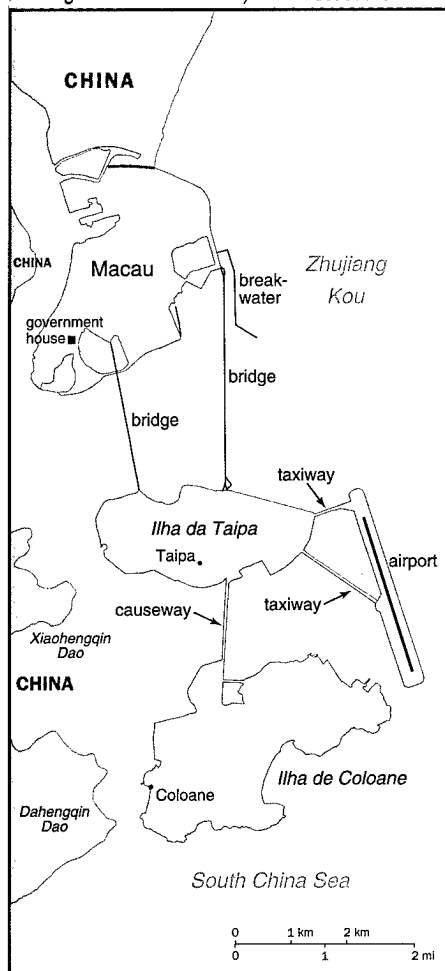 CHINA
CHINA
Macau
Zhujiang
Kou
break-
water
government
house
bridge
bridge
taxiway
Ilha da Taipa
Taipa
airport
causeway
taxiway
Xiaohengqin
Dao
CHINA
Ilha de Coloane
Coloane
Dahengqin
Dao
South China Sea
0 1 km 2 km
0 1 2 mi